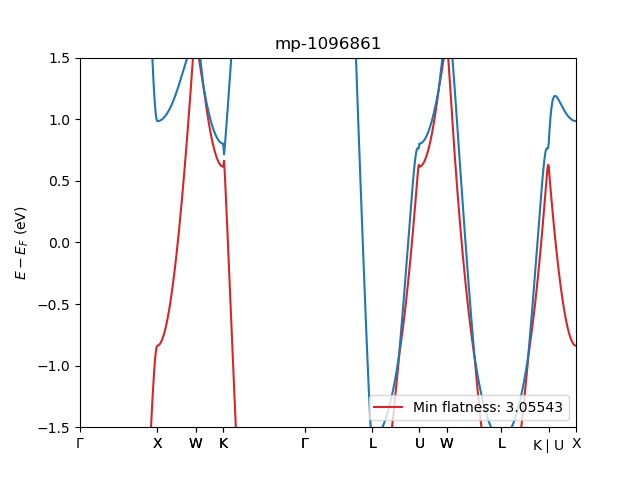 mp-1096861
E − E_F (eV)
1.5
1.0
0.5
0.0
−0.5
−1.0
−1.5
Min flatness: 3.05543
Γ X W K Γ L U W L K | U X